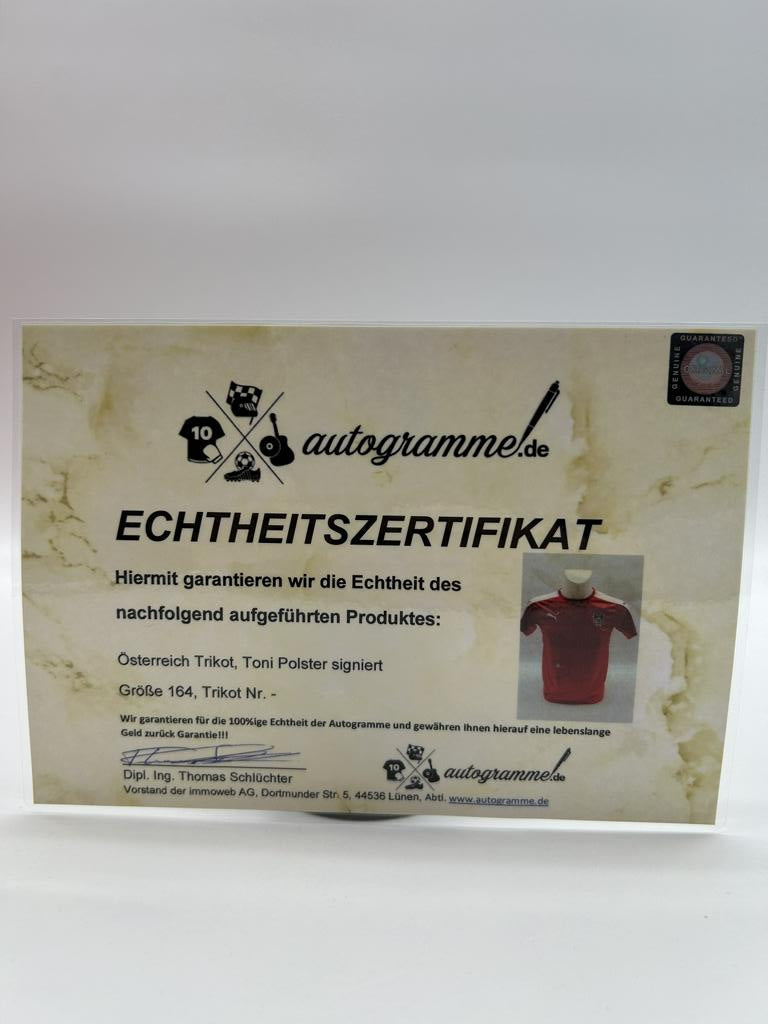 GUARANTEED
GENUINE
GENUINE
ORIGINAL
GUARANTEED
10
autogramme.de
ECHTHEITSZERTIFIKAT
Hiermit garantieren wir die Echtheit des
nachfolgend aufgeführten Produktes:
Österreich Trikot, Toni Polster signiert
Größe 164, Trikot Nr. -
Wir garantieren für die 100%ige Echtheit der Autogramme und gewähren Ihnen hierauf eine lebenslange
Geld zurück Garantie!!!
10
autogramme.de
Dipl. Ing. Thomas Schlüchter
Vorstand der immoweb AG, Dortmunder Str. 5, 44536 Lünen, Abtl. www.autogramme.de